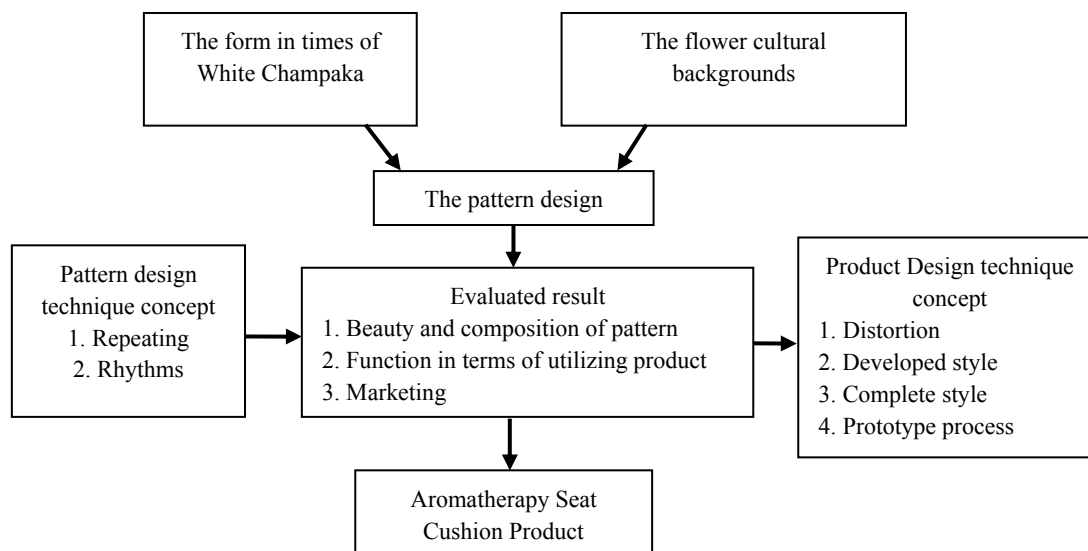 The form in times of
White Champaka
The flower cultural
backgrounds
The pattern design
Pattern design
technique concept
1. Repeating
2. Rhythms
Evaluated result
1. Beauty and composition of pattern
2. Function in terms of utilizing product
3. Marketing
Product Design technique
concept
1. Distortion
2. Developed style
3. Complete style
4. Prototype process
Aromatherapy Seat
Cushion Product